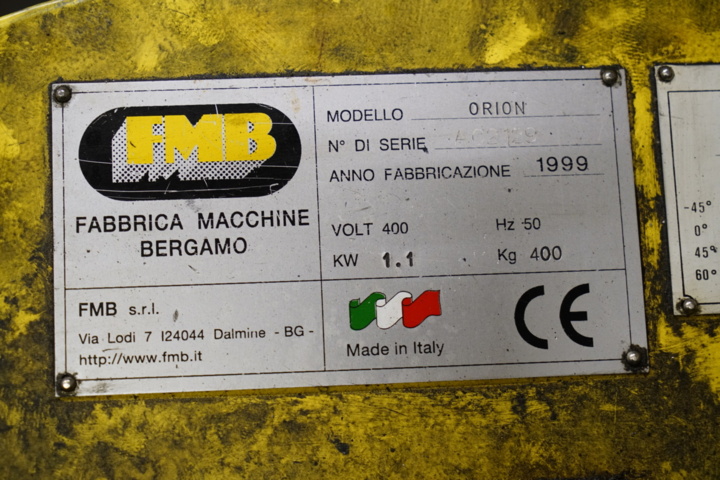 FMB
FABBRICA MACCHINE
BERGAMO
FMB s.r.l.
Via Lodi 7 I24044 Dalmine - BG -
http://www.fmb.it
MODELLO ORION
N° DI SERIE
ANNO FABBRICAZIONE 1999
VOLT 400 Hz 50
KW 1.1 Kg 400
Made in Italy
CE
-45°
0°
45°
60°